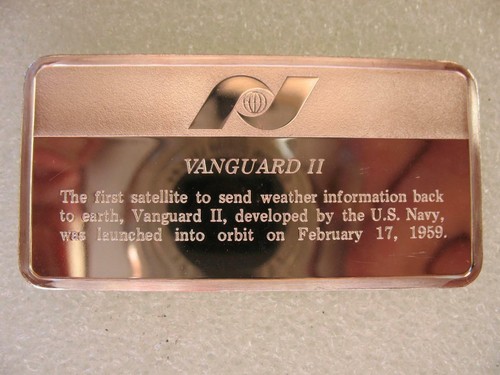 VANGUARD II
The first satellite to send weather information back
to earth, Vanguard II, developed by the U.S. Navy,
was launched into orbit on February 17, 1959.